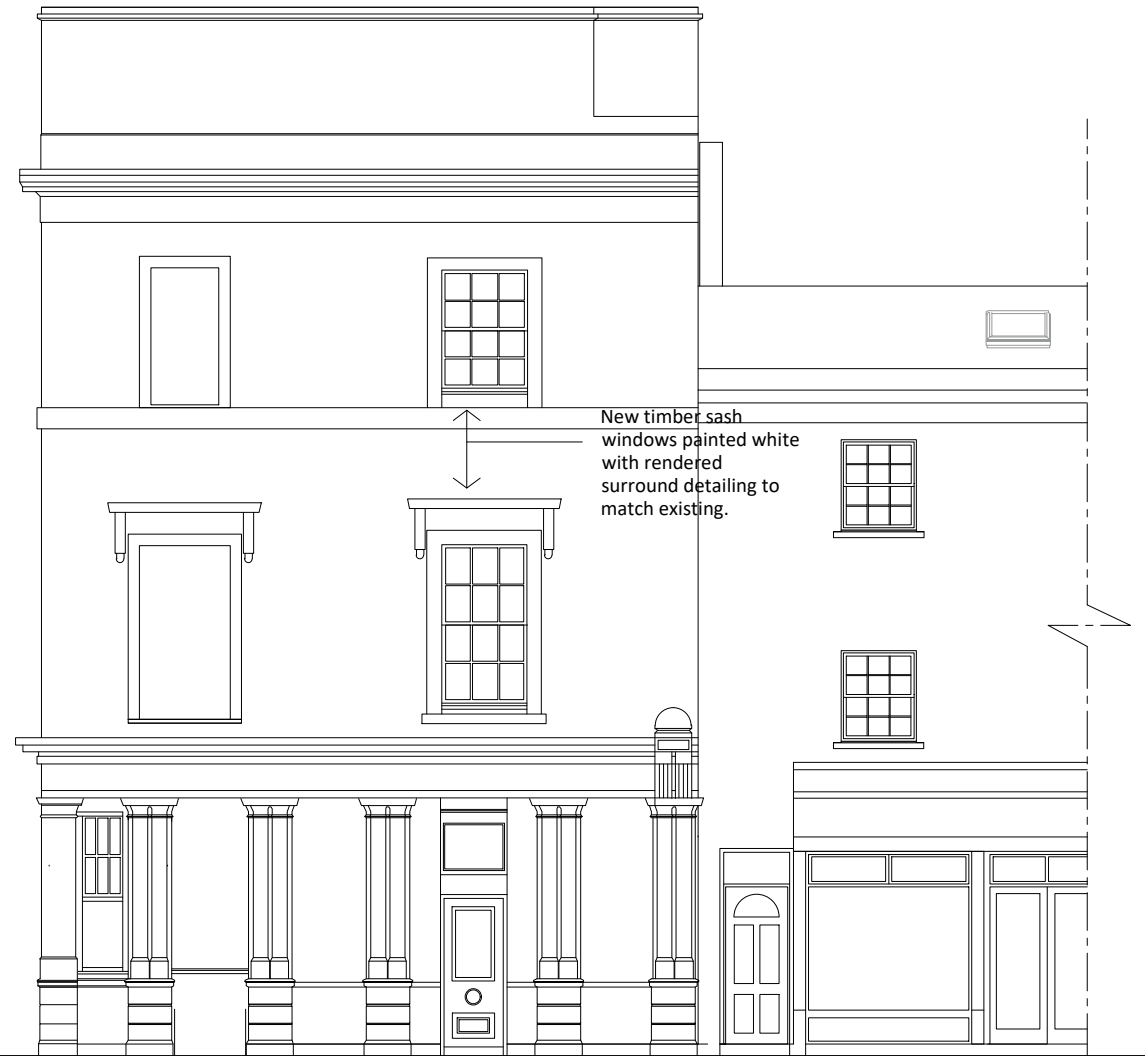 New timber sash
windows painted white
with rendered
surround detailing to
match existing.